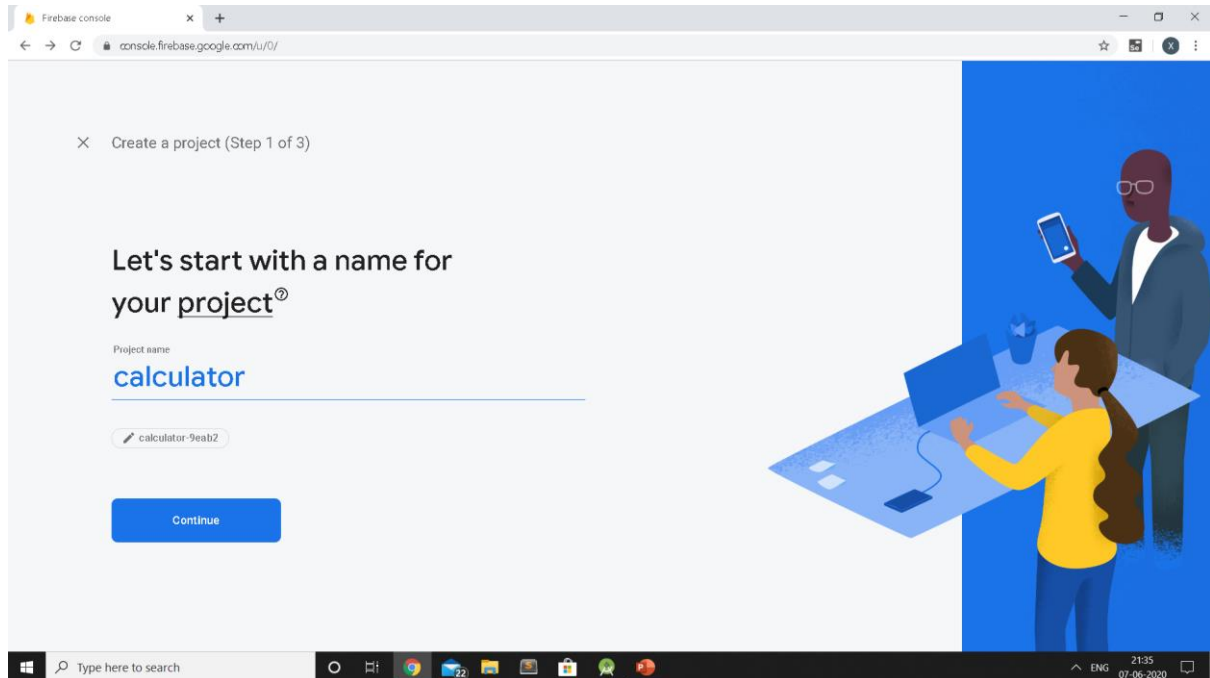 Firebase console
console.firebase.google.com/u/0/
Se
X
Create a project (Step 1 of 3)
Let's start with a name for
your project
Project name
calculator
calculator-9eab2
Continue
Type here to search
22
S
P
ENG
21:35
07-06-2020